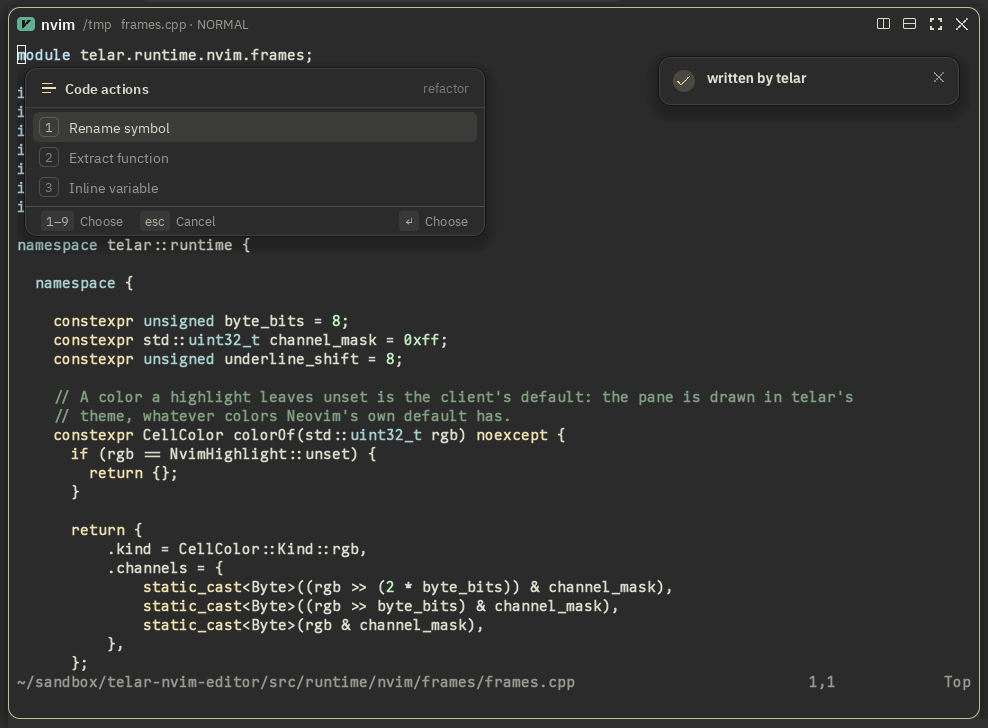 nvim /tmp frames.cpp · NORMAL
module telar.runtime.nvim.frames;
Code actions refactor
written by telar
i
i
i
1 Rename symbol
i
2 Extract function
i
3 Inline variable
i
i
1–9 Choose esc Cancel ↵ Choose
namespace telar::runtime {
namespace {
constexpr unsigned byte_bits = 8;
constexpr std::uint32_t channel_mask = 0xff;
constexpr unsigned underline_shift = 8;
// A color a highlight leaves unset is the client's default: the pane is drawn in telar's
// theme, whatever colors Neovim's own default has.
constexpr CellColor colorOf(std::uint32_t rgb) noexcept {
if (rgb == NvimHighlight::unset) {
return {};
}
return {
.kind = CellColor::Kind::rgb,
.channels = {
static_cast<Byte>((rgb >> (2 * byte_bits)) & channel_mask),
static_cast<Byte>((rgb >> byte_bits) & channel_mask),
static_cast<Byte>(rgb & channel_mask),
},
};
~/sandbox/telar-nvim-editor/src/runtime/nvim/frames/frames.cpp 1,1 Top